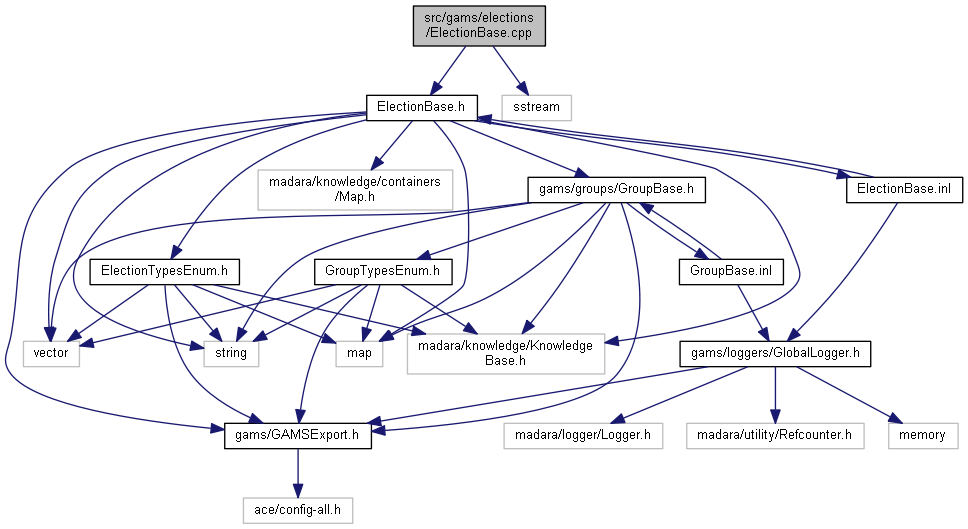 src/gams/elections
/ElectionBase.cpp
ElectionBase.h
sstream
madara/knowledge/containers
/Map.h
gams/groups/GroupBase.h
ElectionBase.inl
ElectionTypesEnum.h
GroupTypesEnum.h
GroupBase.inl
vector
string
map
madara/knowledge/Knowledge
Base.h
gams/loggers/GlobalLogger.h
gams/GAMSExport.h
madara/logger/Logger.h
madara/utility/Refcounter.h
memory
ace/config-all.h